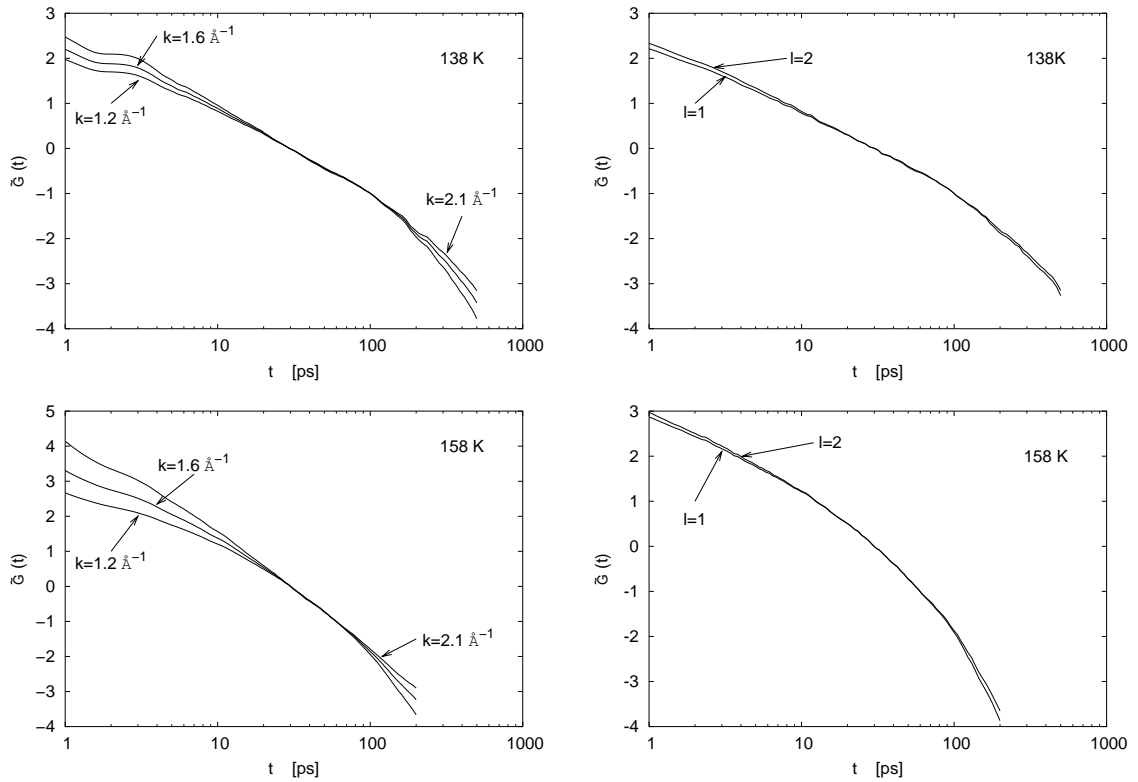 3
2
1
0
−1
−2
−3
−4
1 10 100 1000
G̃ (t)
t [ps]
138 K
k=1.6 Å⁻¹
k=1.2 Å⁻¹
k=2.1 Å⁻¹
3
2
1
0
-1
-2
-3
-4
1 10 100 1000
G̃ (t)
t [ps]
138K
l=2
l=1
5
4
3
2
1
0
−1
−2
−3
−4
1 10 100 1000
G̃ (t)
t [ps]
158 K
k=1.6 Å⁻¹
k=1.2 Å⁻¹
k=2.1 Å⁻¹
3
2
1
0
-1
-2
-3
-4
1 10 100 1000
G̃ (t)
t [ps]
158 K
l=2
l=1